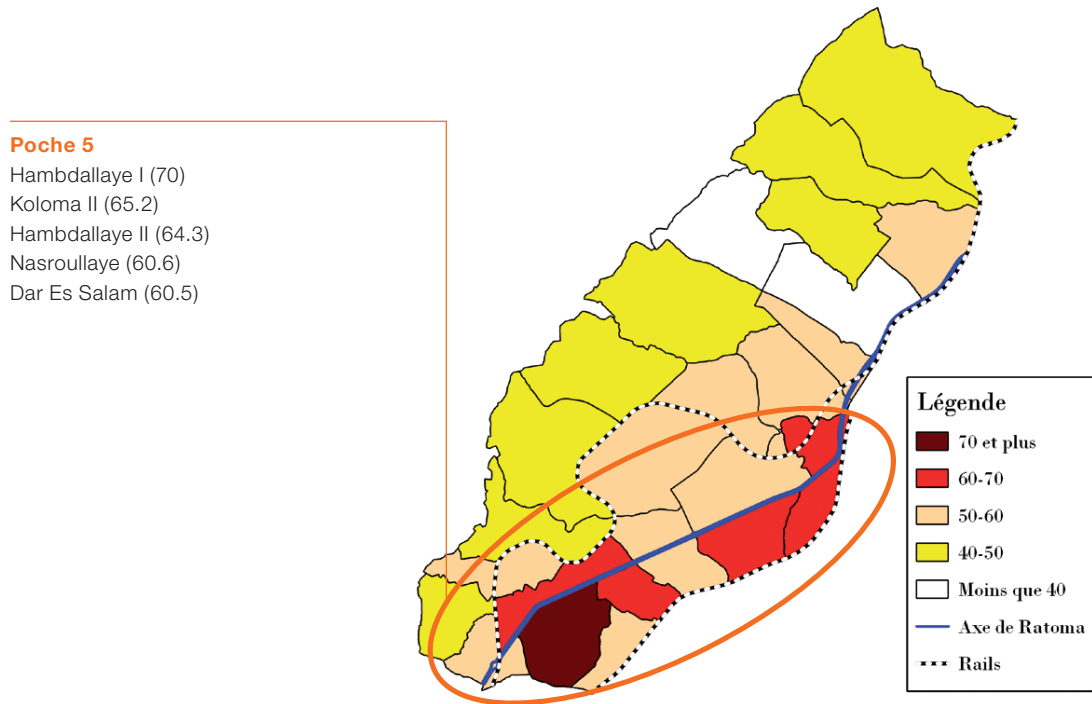 Poche 5
Hambdallaye I (70)
Koloma II (65.2)
Hambdallaye II (64.3)
Nasroullaye (60.6)
Dar Es Salam (60.5)
Légende
70 et plus
60-70
50-60
40-50
Moins que 40
Axe de Ratoma
Rails